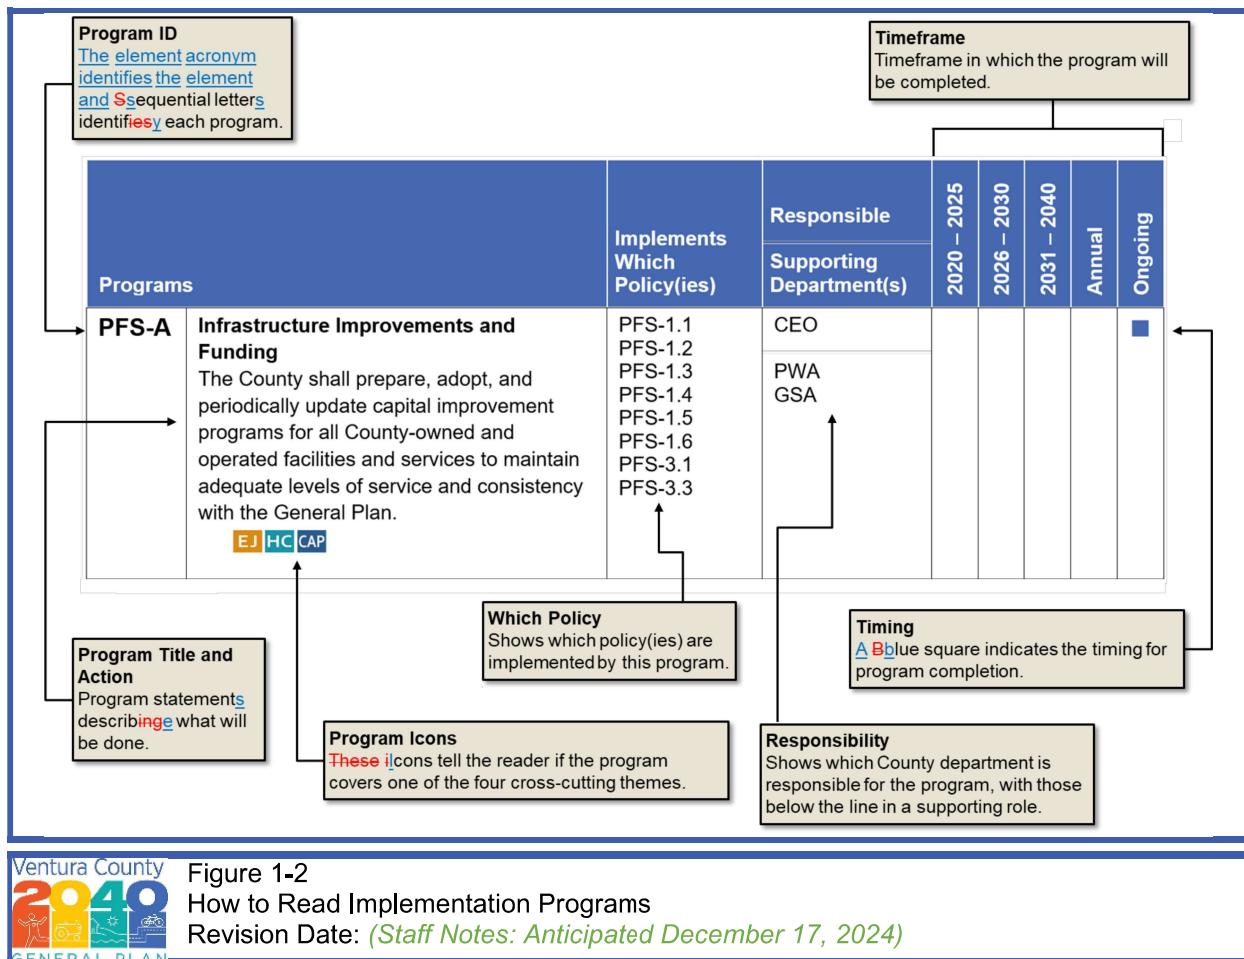 Program ID
The element acronym
identifies the element
and Ssequential letters
identifiesy each program.
Timeframe
Timeframe in which the program will
be completed.
Programs
Implements
Which
Policy(ies)
Responsible
Supporting
Department(s)
2020 – 2025
2026 – 2030
2031 – 2040
Annual
Ongoing
PFS-A
Infrastructure Improvements and
Funding
The County shall prepare, adopt, and
periodically update capital improvement
programs for all County-owned and
operated facilities and services to maintain
adequate levels of service and consistency
with the General Plan.
EJ HC CAP
PFS-1.1
PFS-1.2
PFS-1.3
PFS-1.4
PFS-1.5
PFS-1.6
PFS-3.1
PFS-3.3
CEO
PWA
GSA
Which Policy
Shows which policy(ies) are
implemented by this program.
Timing
A Bblue square indicates the timing for
program completion.
Program Title and
Action
Program statements
describinge what will
be done.
Program Icons
These iIcons tell the reader if the program
covers one of the four cross-cutting themes.
Responsibility
Shows which County department is
responsible for the program, with those
below the line in a supporting role.
Ventura County
2040
GENERAL PLAN
Figure 1-2
How to Read Implementation Programs
Revision Date: (Staff Notes: Anticipated December 17, 2024)